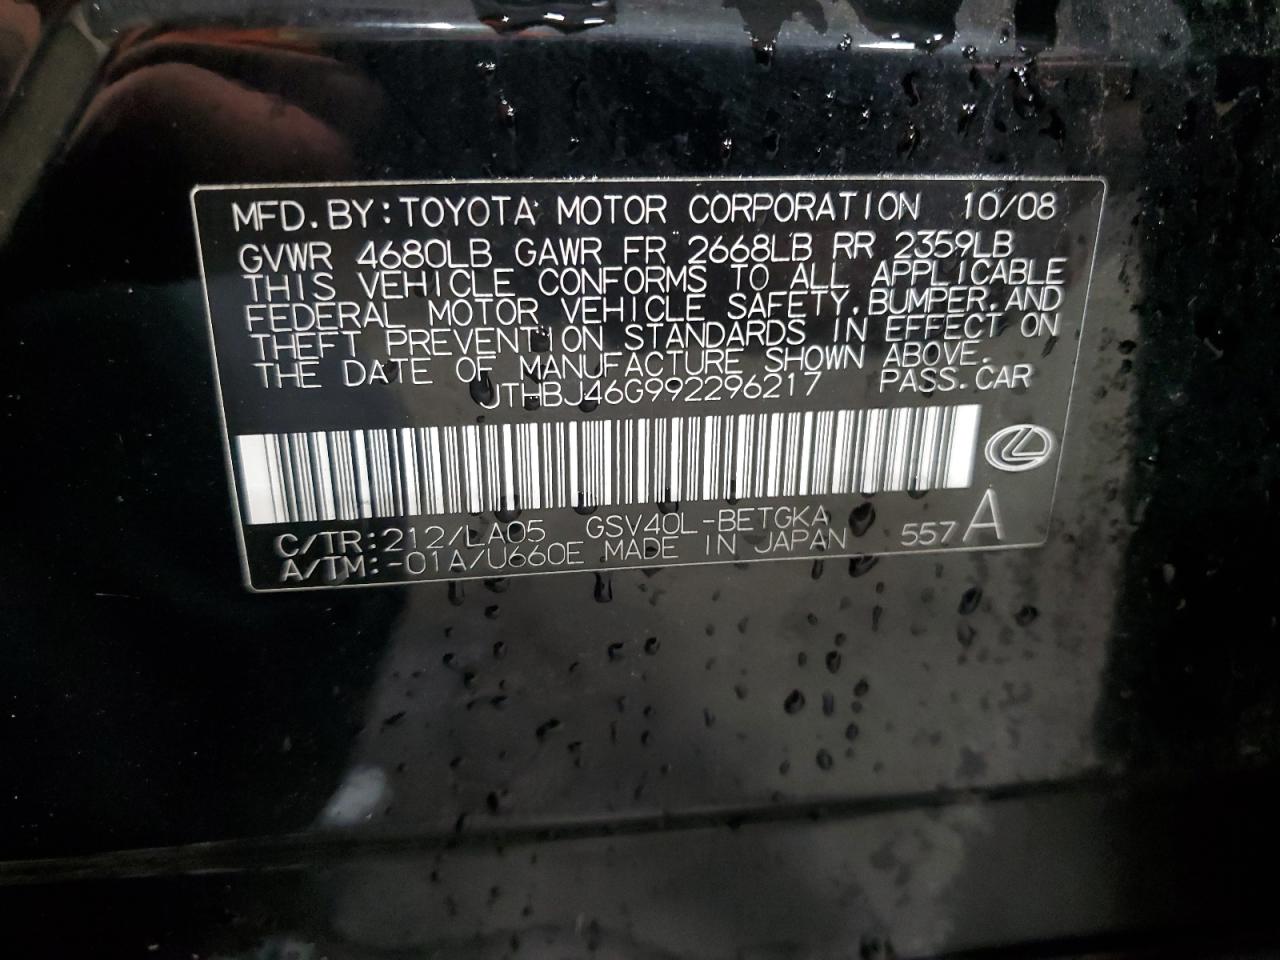 MFD.BY:TOYOTA MOTOR CORPORATION 10/08
GVWR 4680LB GAWR FR 2668LB RR 2359LB
THIS VEHICLE CONFORMS TO ALL APPLICABLE
FEDERAL MOTOR VEHICLE SAFETY,BUMPER,AND
THEFT PREVENTION STANDARDS IN EFFECT ON
THE DATE OF MANUFACTURE SHOWN ABOVE.
JTHBJ46G992296217 PASS.CAR
C/TR:212/LA05 GSV40L-BETGKA
A/TM:-01A/U660E MADE IN JAPAN 557A